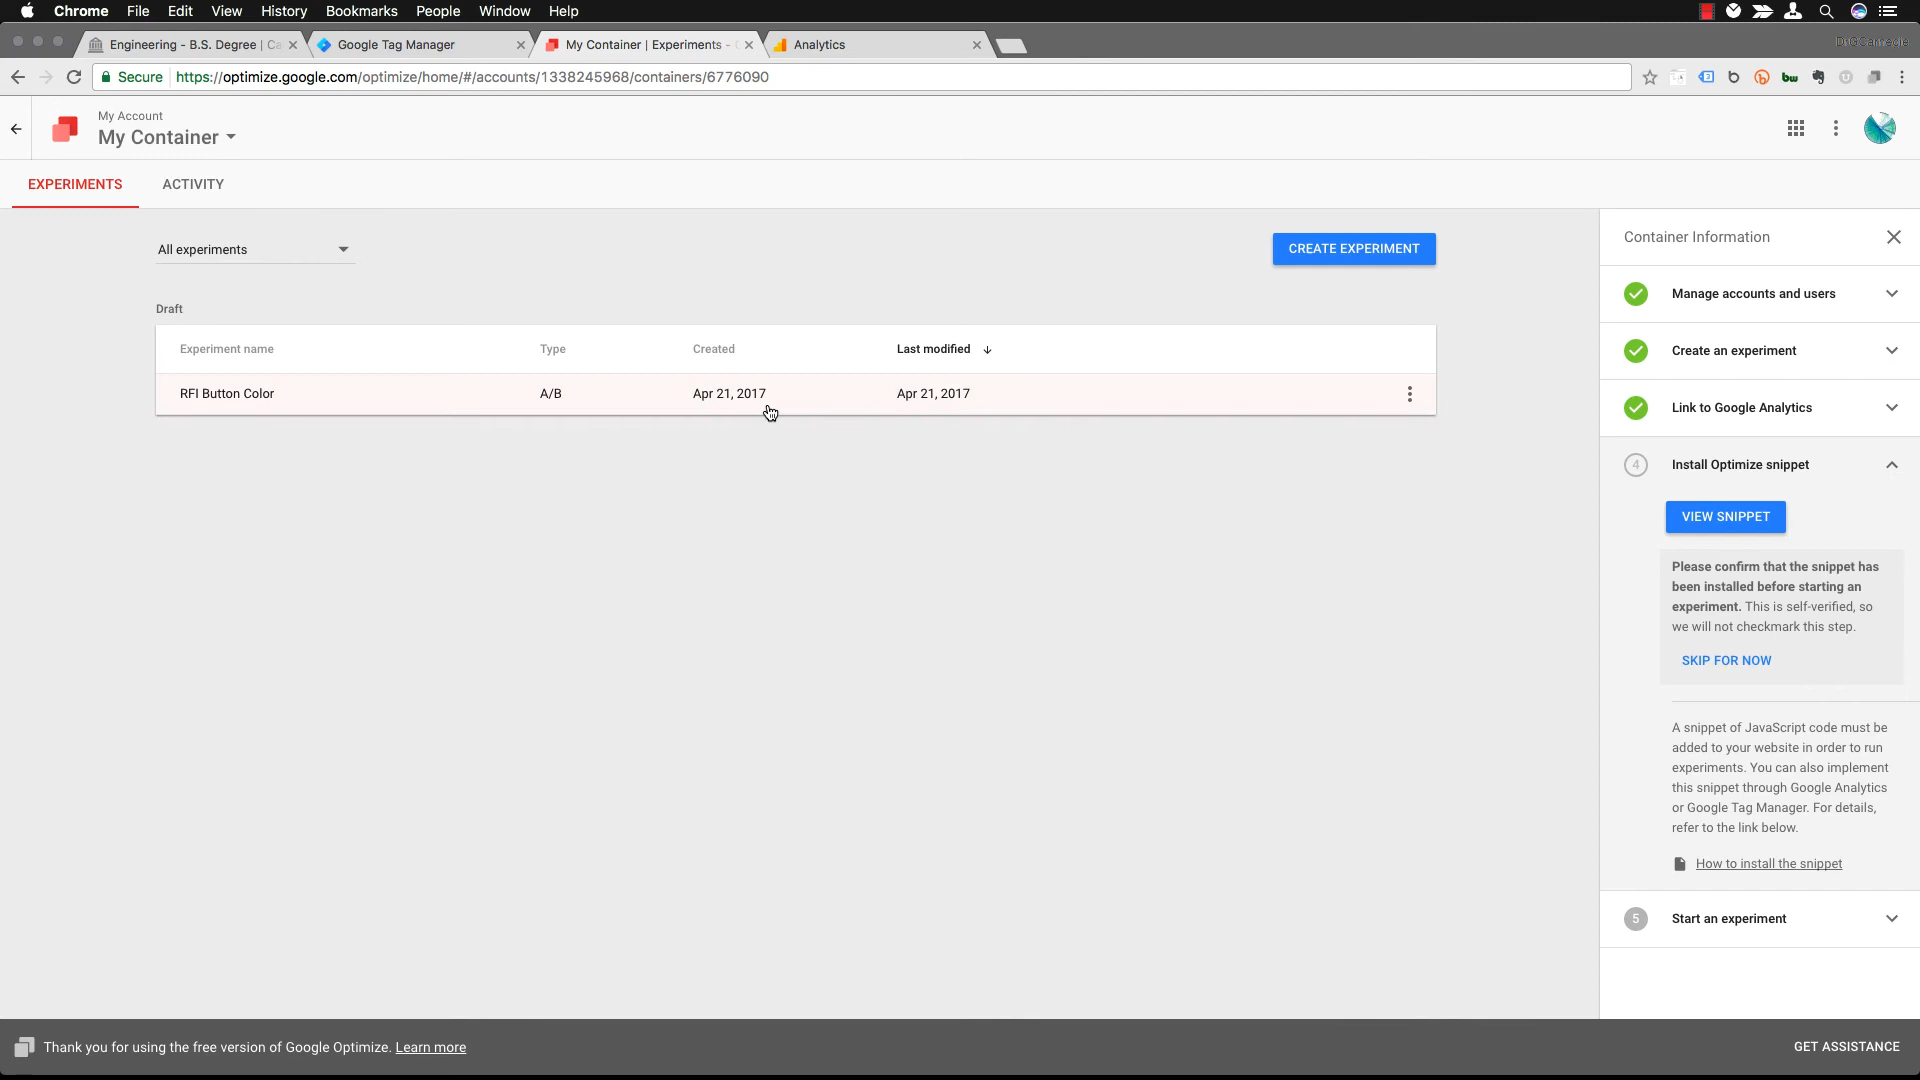 Chrome File Edit View History Bookmarks People Window Help
Engineering - B.S. Degree | Ca
Google Tag Manager
My Container | Experiments -
Analytics
Secure https://optimize.google.com/optimize/home/#/accounts/1338245968/containers/6776090
My Account
My Container
EXPERIMENTS ACTIVITY
All experiments
CREATE EXPERIMENT
Draft
Experiment name Type Created Last modified
RFI Button Color A/B Apr 21, 2017 Apr 21, 2017
Container Information
Manage accounts and users
Create an experiment
Link to Google Analytics
4 Install Optimize snippet
VIEW SNIPPET
Please confirm that the snippet has
been installed before starting an
experiment. This is self-verified, so
we will not checkmark this step.
SKIP FOR NOW
A snippet of JavaScript code must be
added to your website in order to run
experiments. You can also implement
this snippet through Google Analytics
or Google Tag Manager. For details,
refer to the link below.
How to install the snippet
5 Start an experiment
Thank you for using the free version of Google Optimize. Learn more
GET ASSISTANCE